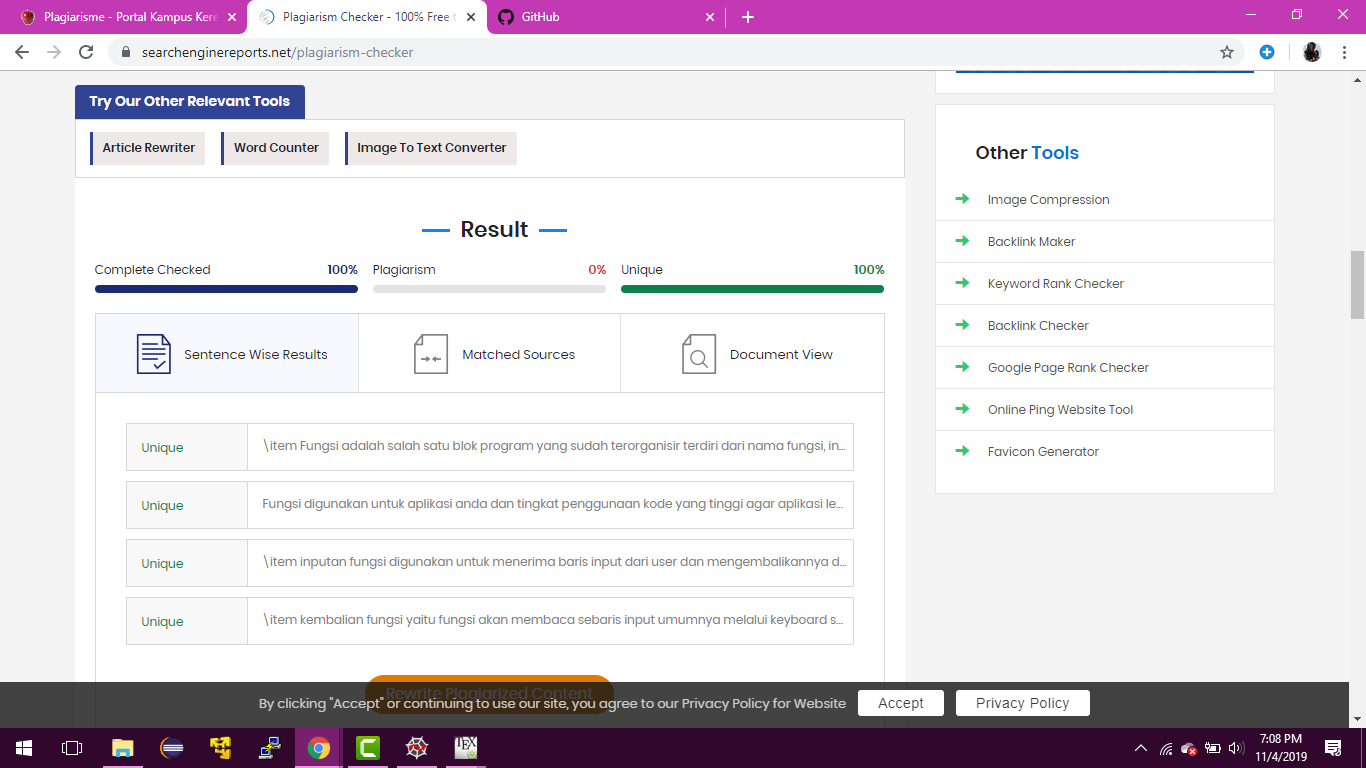 Plagiarisme - Portal Kampus Kere
Plagiarism Checker - 100% Free t
GitHub
searchenginereports.net/plagiarism-checker
Try Our Other Relevant Tools
Article Rewriter
Word Counter
Image To Text Converter
Result
Complete Checked 100%
Plagiarism 0%
Unique 100%
Sentence Wise Results
Matched Sources
Document View
Unique \item Fungsi adalah salah satu blok program yang sudah terorganisir terdiri dari nama fungsi, in...
Unique Fungsi digunakan untuk aplikasi anda dan tingkat penggunaan kode yang tinggi agar aplikasi le...
Unique \item inputan fungsi digunakan untuk menerima baris input dari user dan mengembalikannya d...
Unique \item kembalian fungsi yaitu fungsi akan membaca sebaris input umumnya melalui keyboard s...
Rewrite Plagiarized Content
Other Tools
Image Compression
Backlink Maker
Keyword Rank Checker
Backlink Checker
Google Page Rank Checker
Online Ping Website Tool
Favicon Generator
By clicking "Accept" or continuing to use our site, you agree to our Privacy Policy for Website
Accept
Privacy Policy
TEX
7:08 PM
11/4/2019